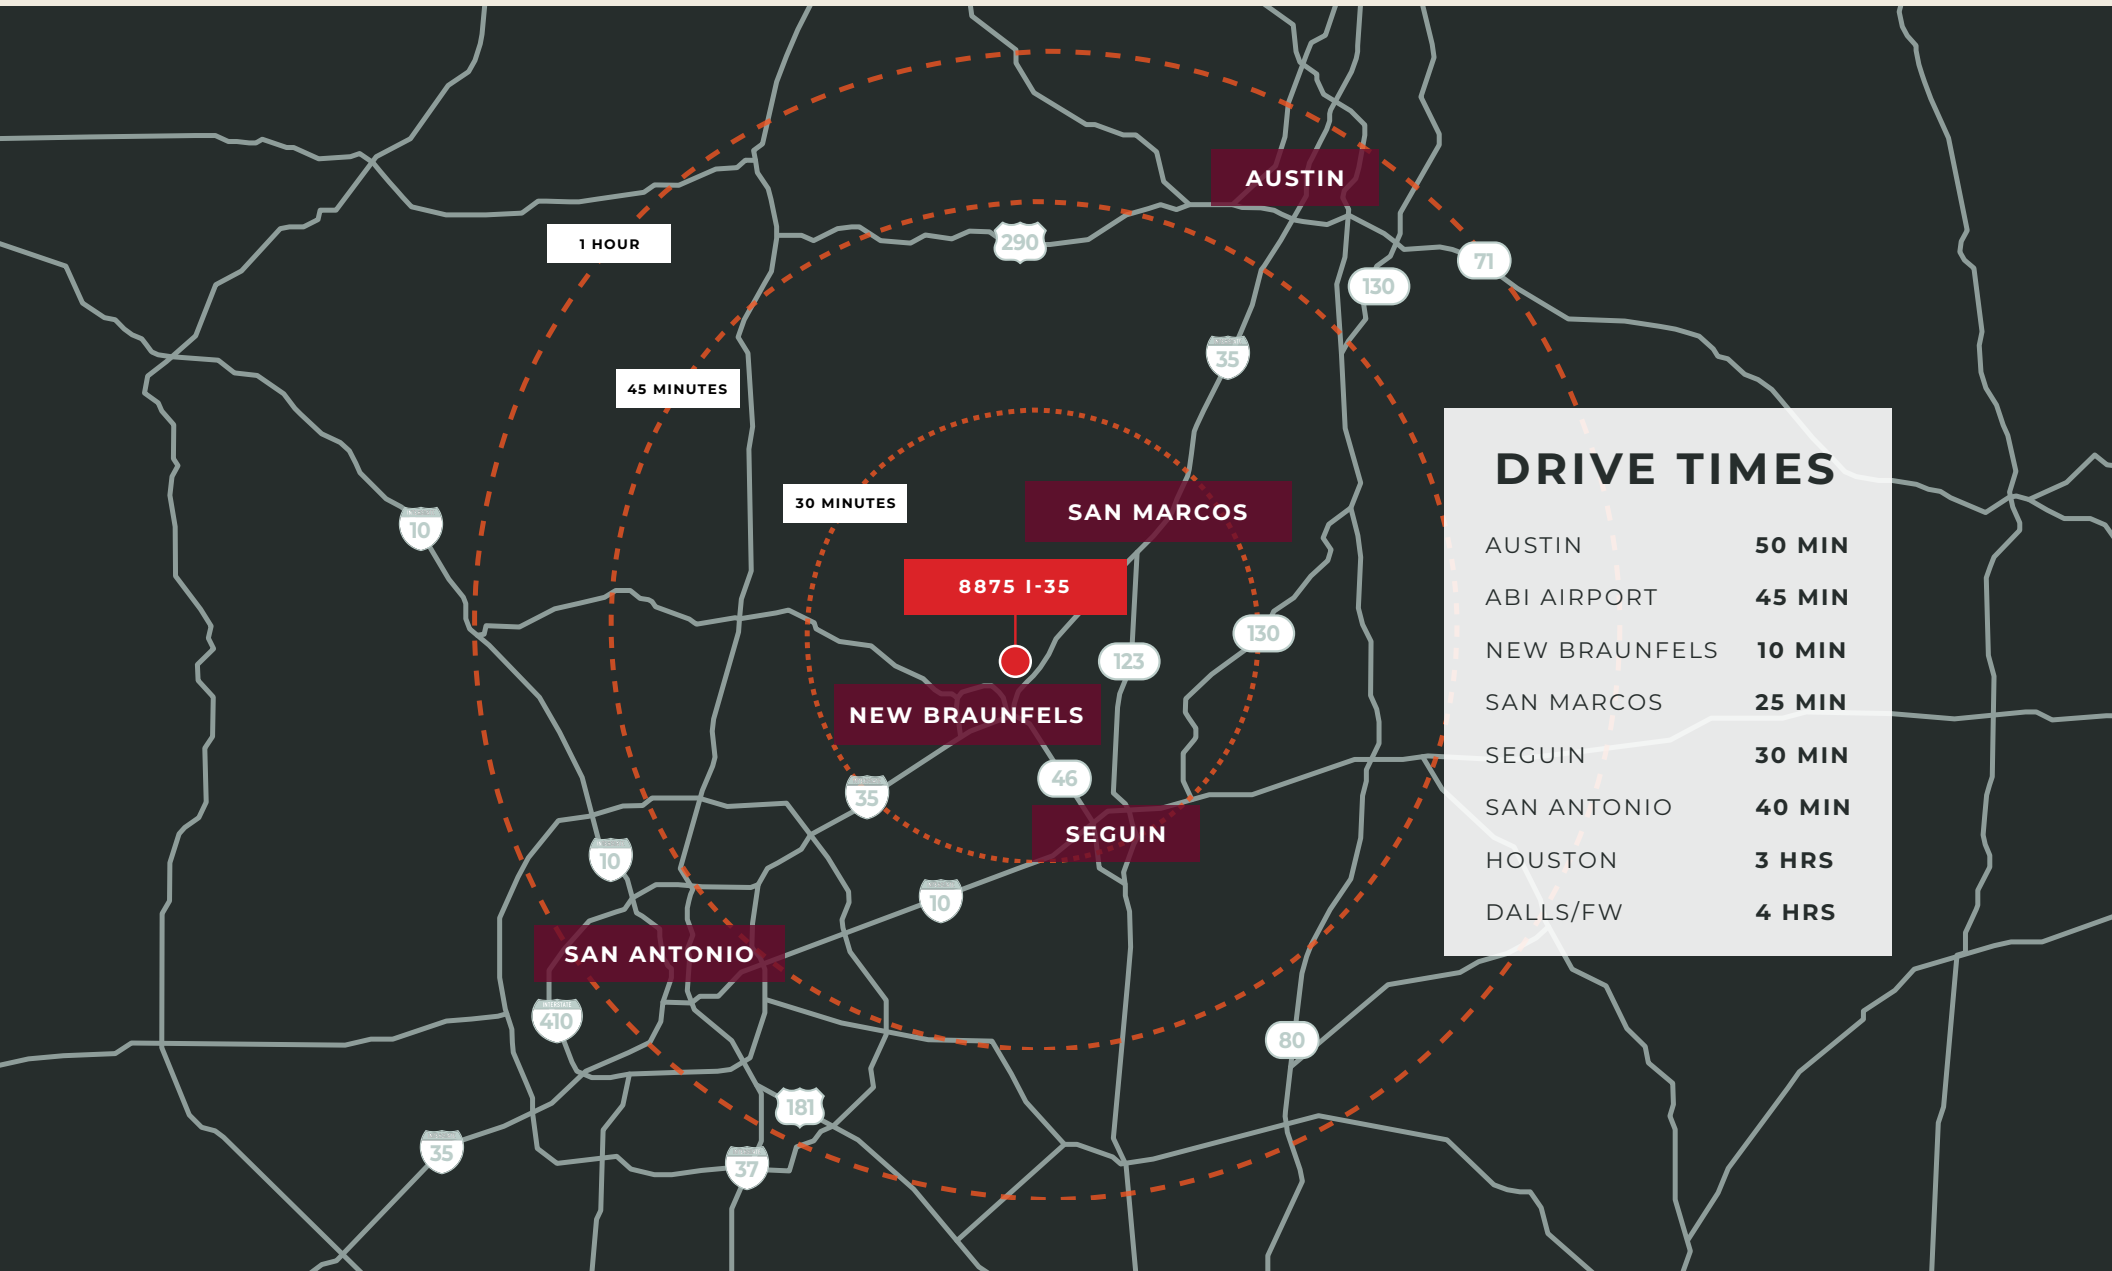 AUSTIN
1 HOUR
290
71
130
35
45 MINUTES
DRIVE TIMES
30 MINUTES
SAN MARCOS
10
AUSTIN 50 MIN
8875 I-35
ABI AIRPORT 45 MIN
130
123
NEW BRAUNFELS 10 MIN
SAN MARCOS 25 MIN
NEW BRAUNFELS
SEGUIN 30 MIN
46
35
SAN ANTONIO 40 MIN
SEGUIN
10
HOUSTON 3 HRS
10
DALLS/FW 4 HRS
SAN ANTONIO
INTERSTATE
410
80
181
35
37